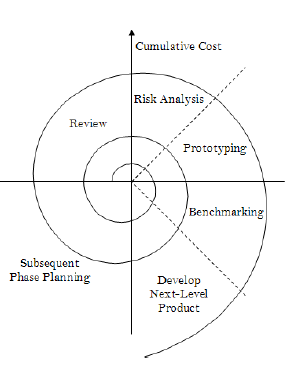 Cumulative Cost
Risk Analysis
Review
Prototyping
Benchmarking
Subsequent
Phase Planning
Develop
Next-Level
Product